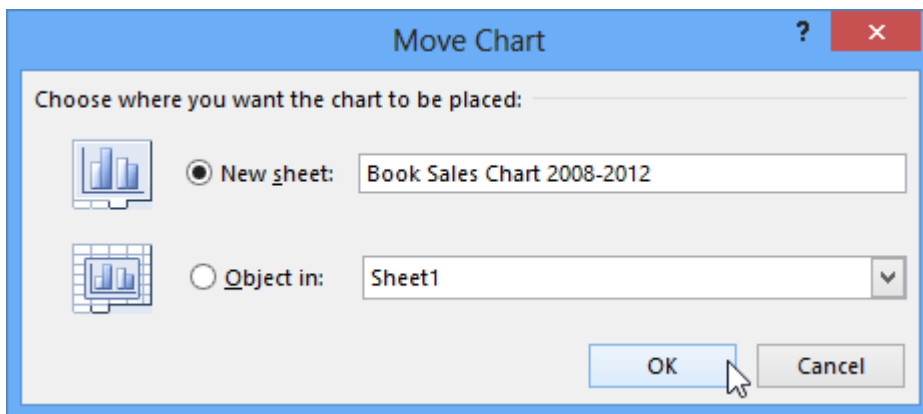 Move Chart
?
×
Choose where you want the chart to be placed:
New sheet: Book Sales Chart 2008-2012
Object in: Sheet1
OK Cancel